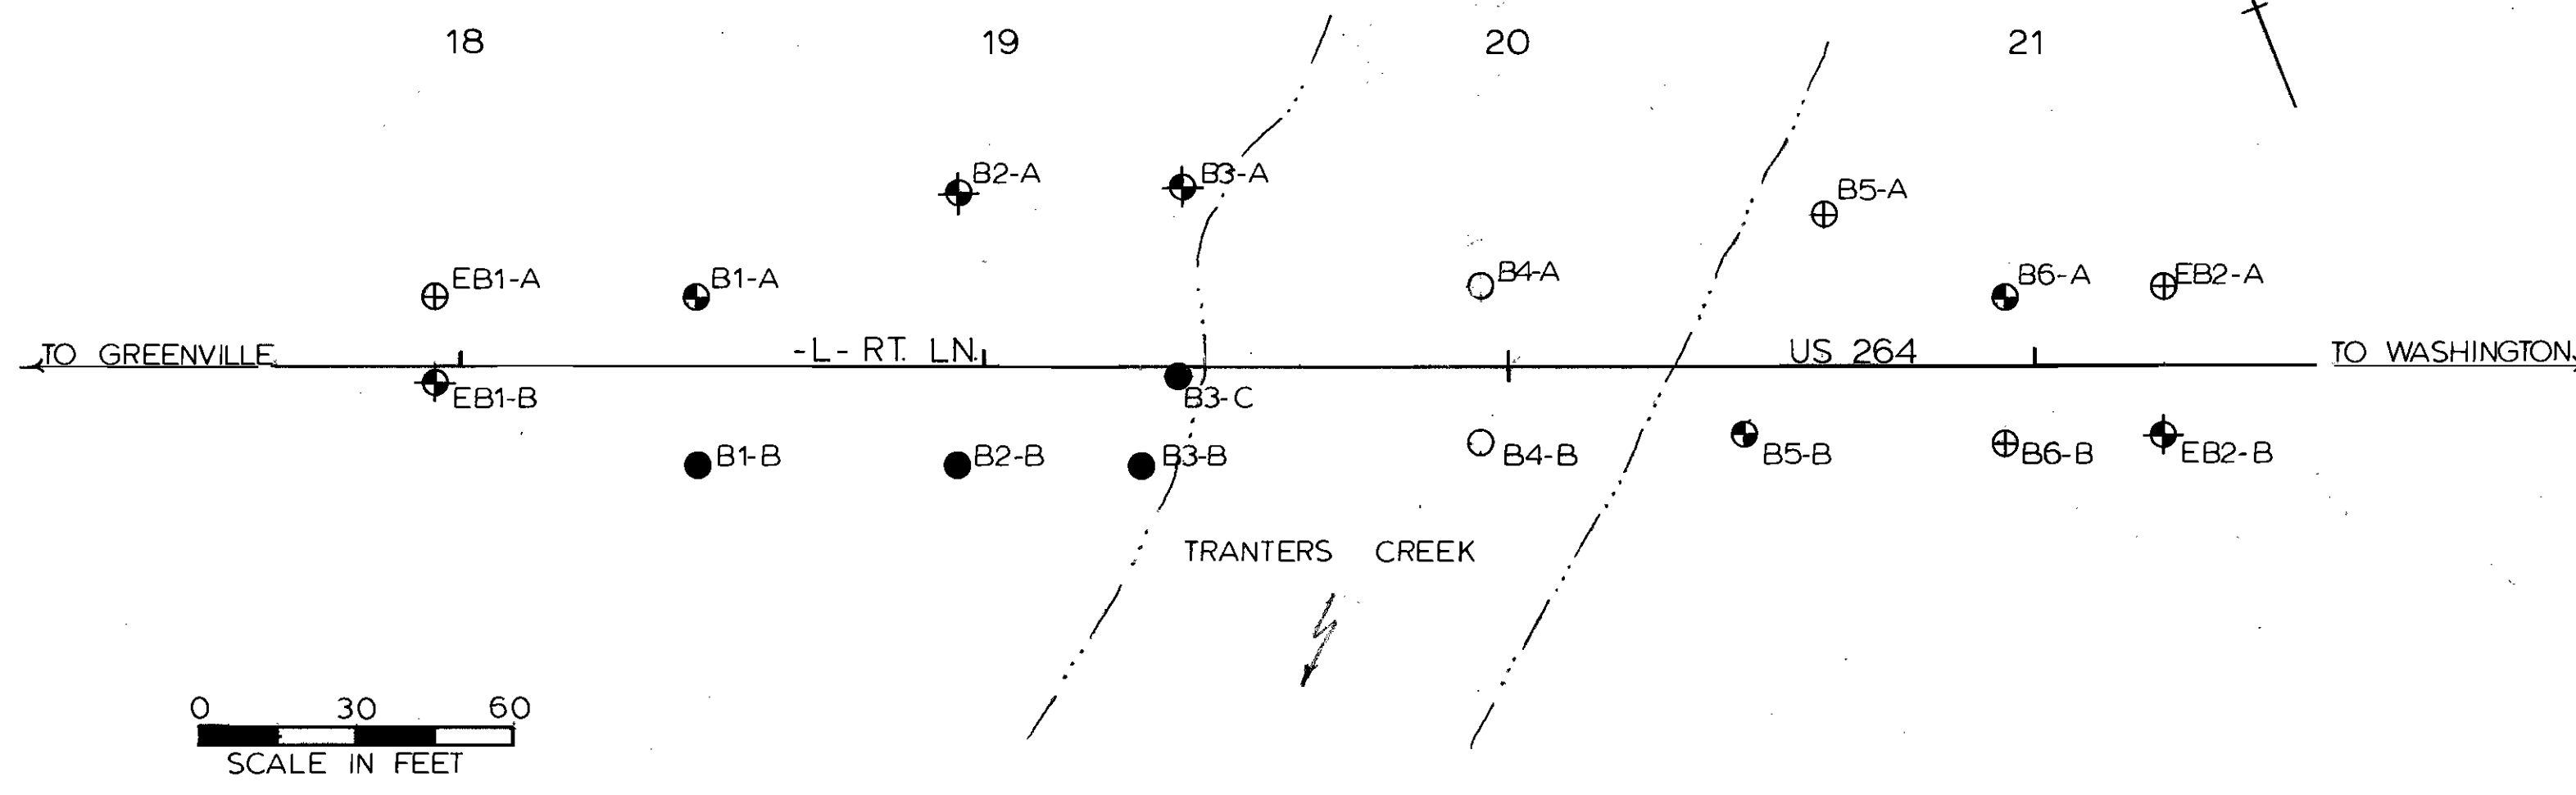 18 19 20 21
B2-A B3-A B5-A
EB1-A B1-A B4-A B6-A EB2-A
TO GREENVILLE -L- RT. LN. US 264 TO WASHINGTON
EB1-B B3-C
B1-B B2-B B3-B B4-B B5-B B6-B EB2-B
TRANTERS CREEK
0 30 60
SCALE IN FEET